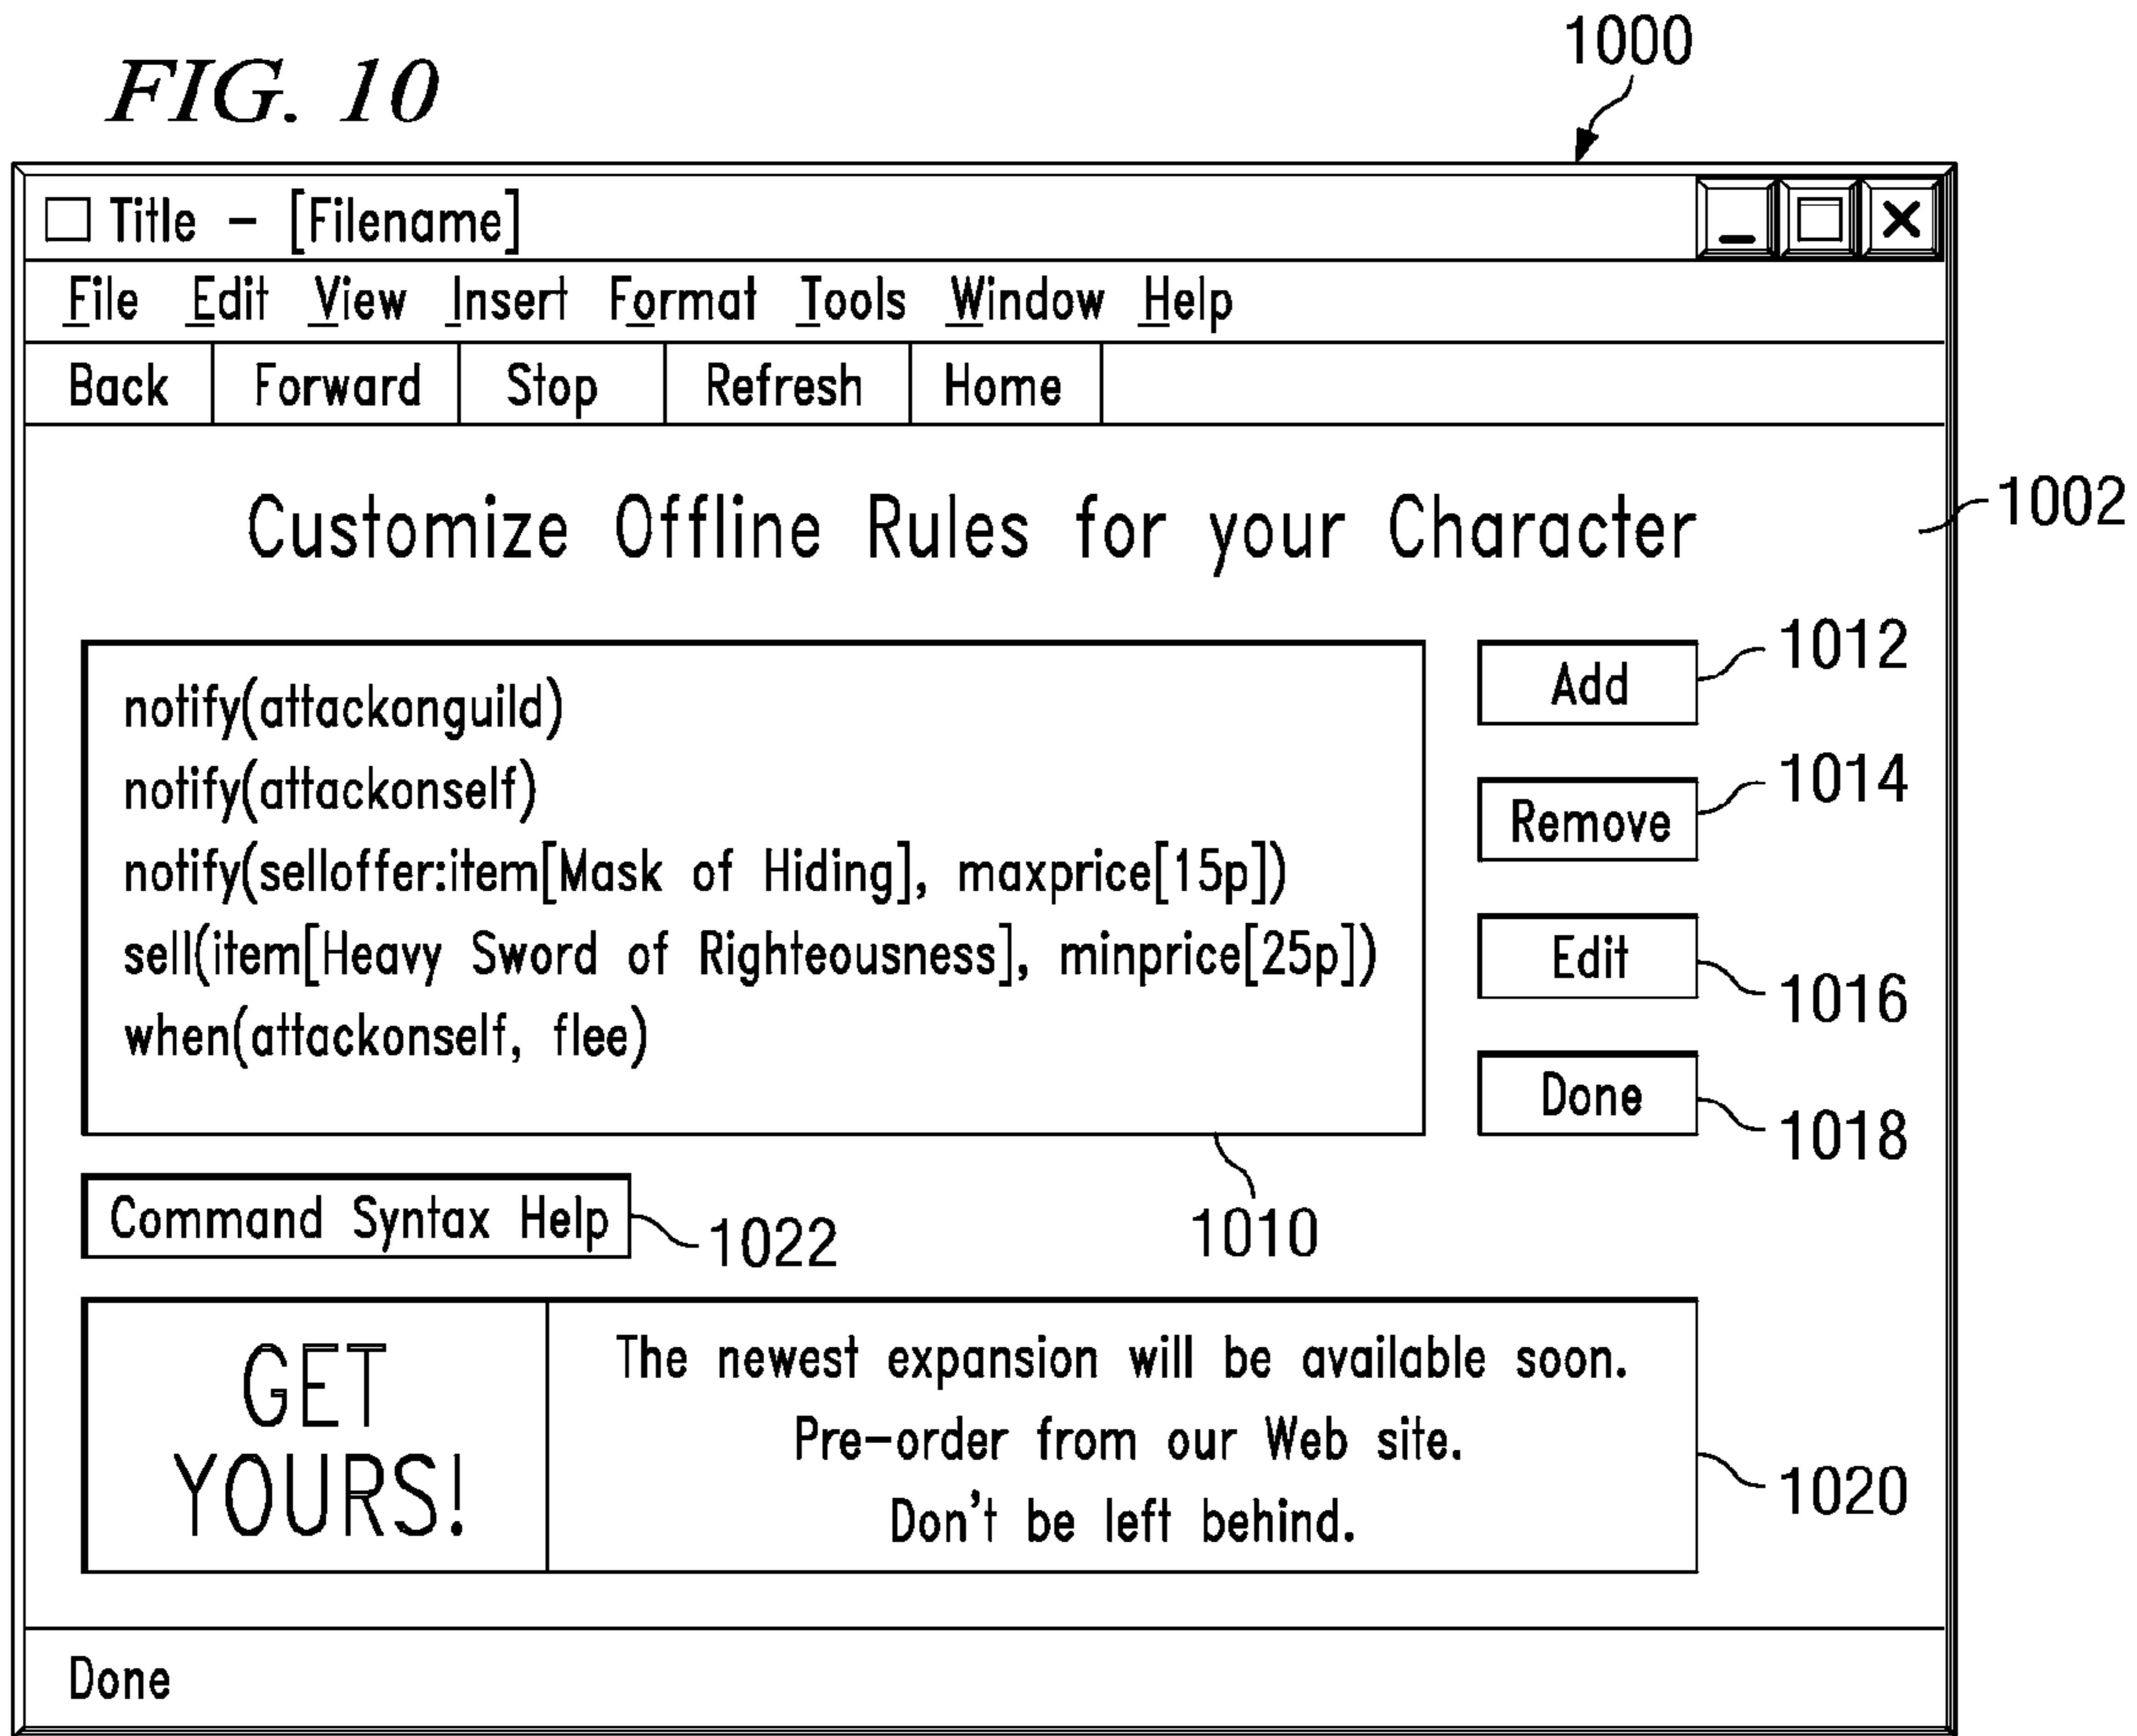 FIG. 10
1000
Title - [Filename]
File Edit View Insert Format Tools Window Help
Back Forward Stop Refresh Home
Customize Offline Rules for your Character
1002
notify(attackonguild)
notify(attackonself)
notify(selloffer:item[Mask of Hiding], maxprice[15p])
sell(item[Heavy Sword of Righteousness], minprice[25p])
when(attackonself, flee)
Add
1012
Remove
1014
Edit
1016
Done
1018
1010
Command Syntax Help
1022
GET
YOURS!
The newest expansion will be available soon.
Pre-order from our Web site.
Don't be left behind.
1020
Done